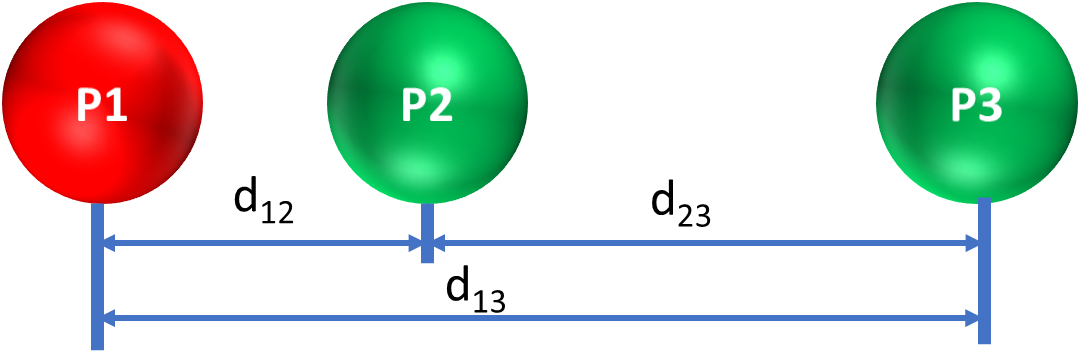 P1 P2 P3
d₁₂ d₂₃
d₁₃